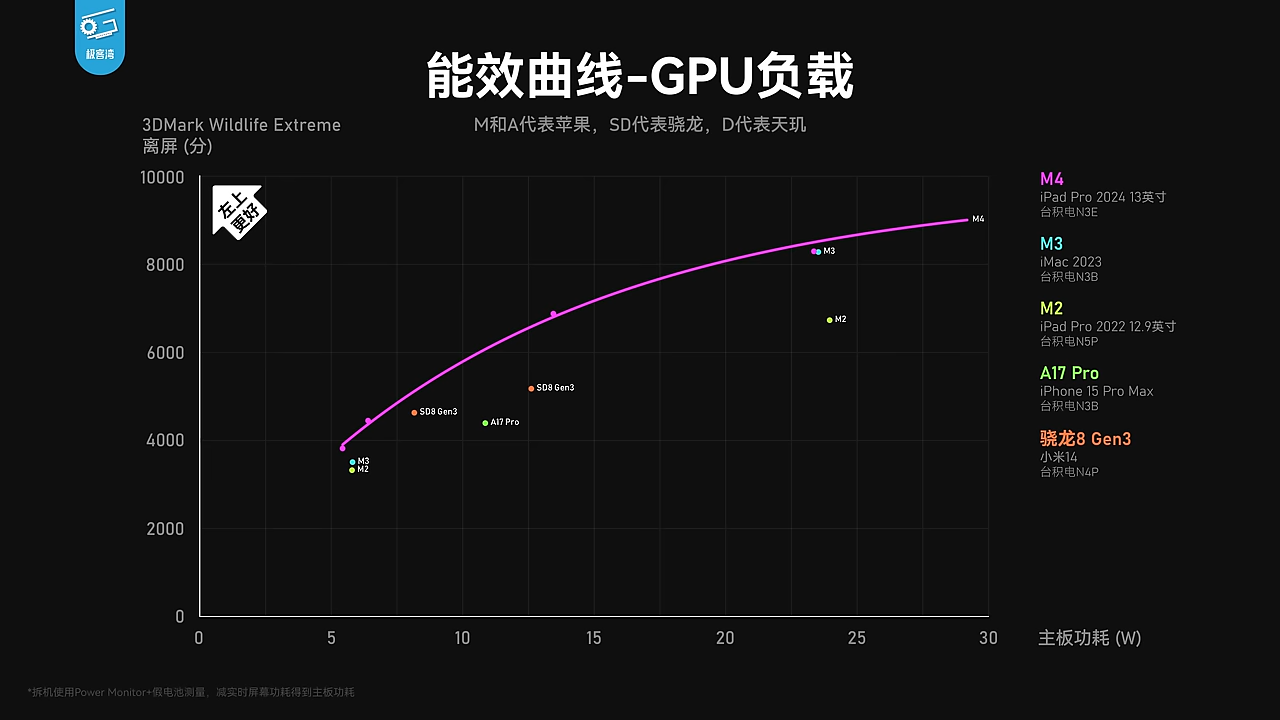 极客湾
能效曲线-GPU负载
3DMark Wildlife Extreme
离屏 (分)
M和A代表苹果，SD代表骁龙，D代表天玑
10000
8000
6000
4000
2000
0
左上
更好
M4
M3
M2
SD8 Gen3
SD8 Gen3
A17 Pro
M3
M2
0
5
10
15
20
25
30
主板功耗 (W)
M4
iPad Pro 2024 13英寸
台积电N3E
M3
iMac 2023
台积电N3B
M2
iPad Pro 2022 12.9英寸
台积电N5P
A17 Pro
iPhone 15 Pro Max
台积电N3B
骁龙8 Gen3
小米14
台积电N4P
*拆机使用Power Monitor+假电池测量，减实时屏幕功耗得到主板功耗